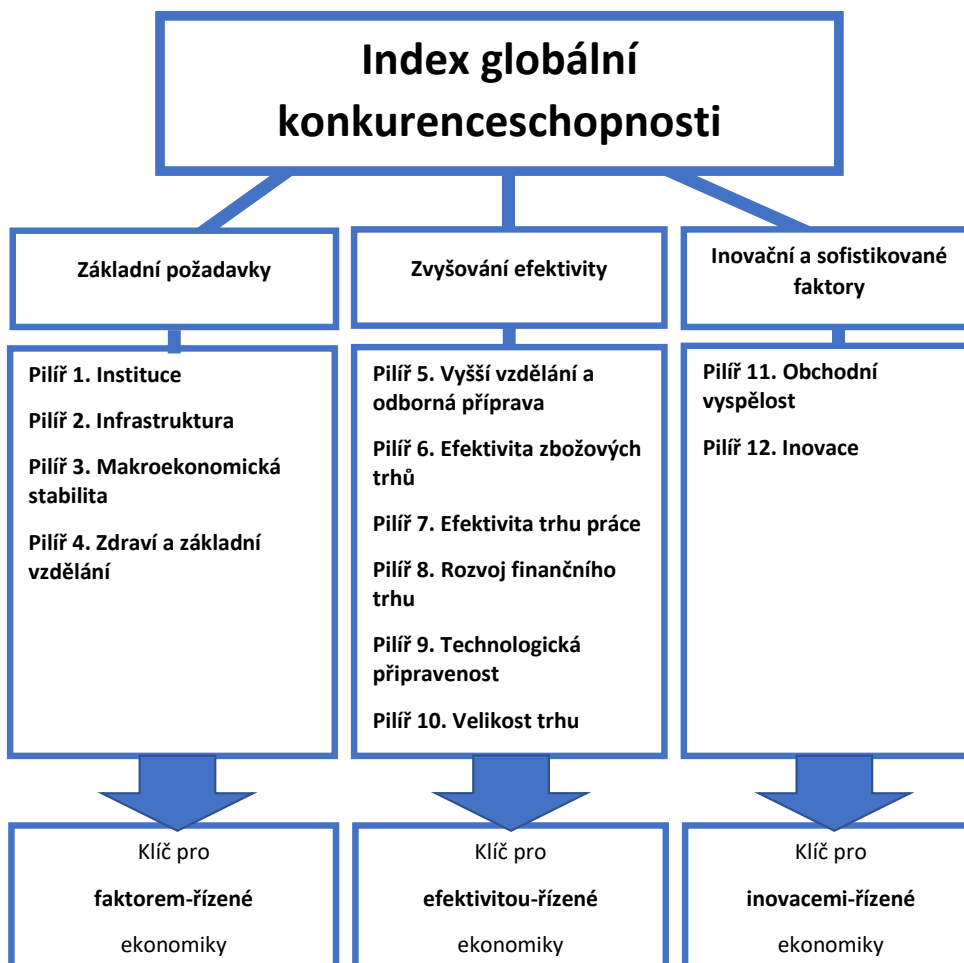 Index globální
konkurenceschopnosti
Základní požadavky
Zvyšování efektivity
Inovační a sofistikované
faktory
Pilíř 1. Instituce
Pilíř 2. Infrastruktura
Pilíř 3. Makroekonomická
stabilita
Pilíř 4. Zdraví a základní
vzdělání
Pilíř 5. Vyšší vzdělání a
odborná příprava
Pilíř 6. Efektivita zbožových
trhů
Pilíř 7. Efektivita trhu práce
Pilíř 8. Rozvoj finančního
trhu
Pilíř 9. Technologická
připravenost
Pilíř 10. Velikost trhu
Pilíř 11. Obchodní
vyspělost
Pilíř 12. Inovace
Klíč pro
faktorem-řízené
ekonomiky
Klíč pro
efektivitou-řízené
ekonomiky
Klíč pro
inovacemi-řízené
ekonomiky